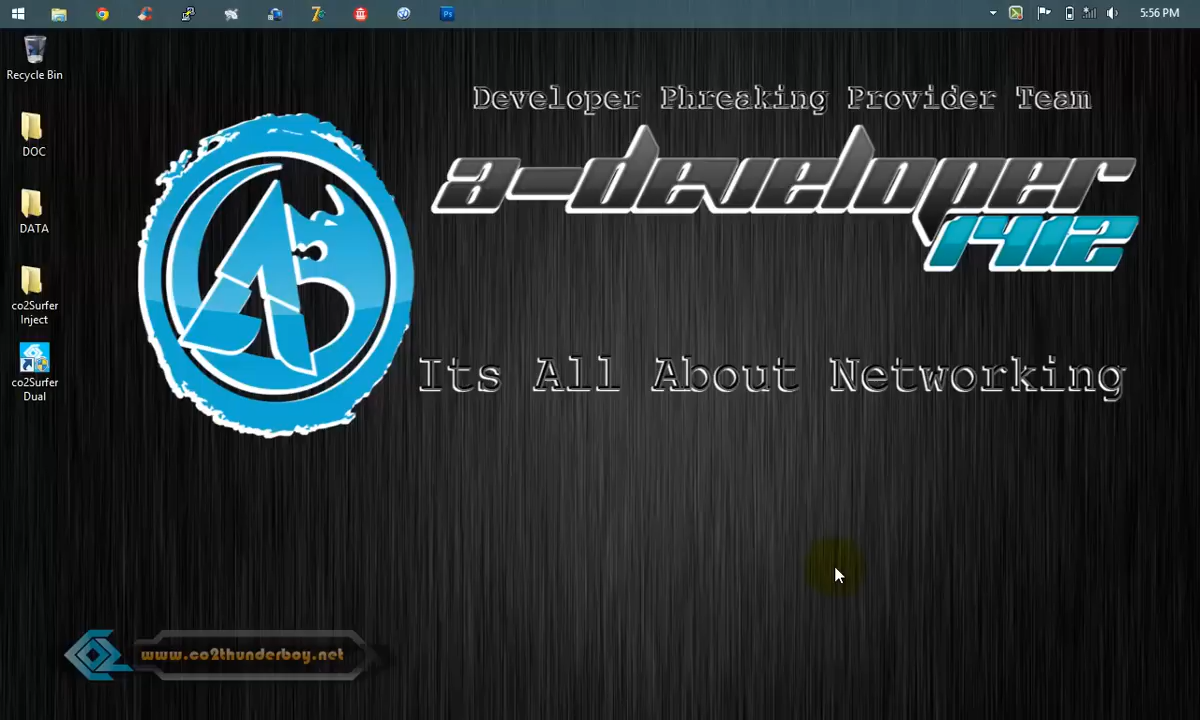 5:56 PM
Recycle Bin
DOC
DATA
co2Surfer
Inject
co2Surfer
Dual
Developer Phreaking Provider Team
a-developer
1412
Its All About Networking
www.co2thunderboy.net
Ps